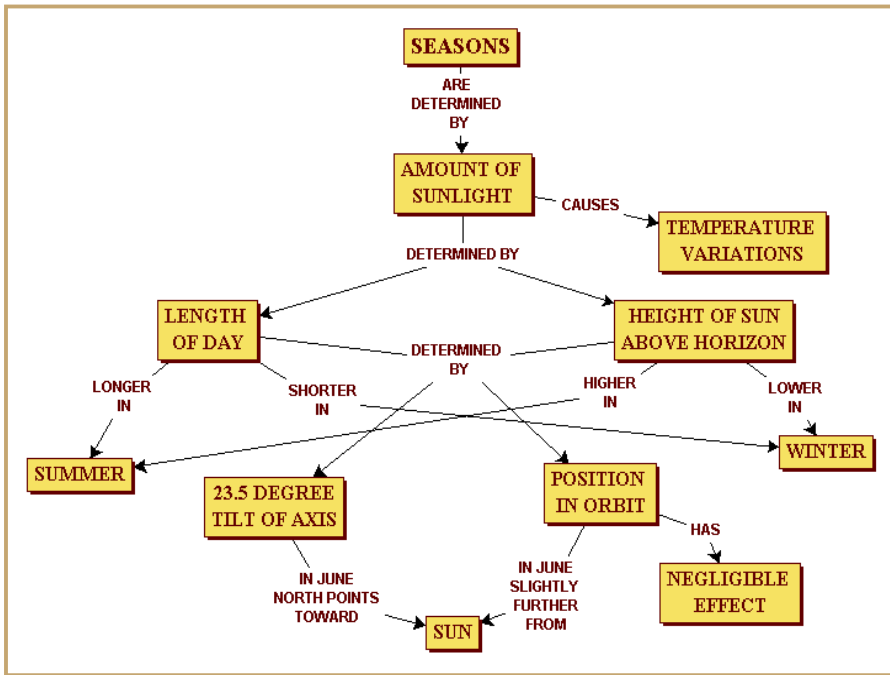 SEASONS
ARE
DETERMINED
BY
AMOUNT OF
SUNLIGHT
CAUSES
TEMPERATURE
VARIATIONS
DETERMINED BY
LENGTH
OF DAY
HEIGHT OF SUN
ABOVE HORIZON
DETERMINED
BY
LONGER
IN
SHORTER
IN
HIGHER
IN
LOWER
IN
SUMMER
WINTER
23.5 DEGREE
TILT OF AXIS
POSITION
IN ORBIT
HAS
NEGLIGIBLE
EFFECT
IN JUNE
NORTH POINTS
TOWARD
IN JUNE
SLIGHTLY
FURTHER
FROM
SUN